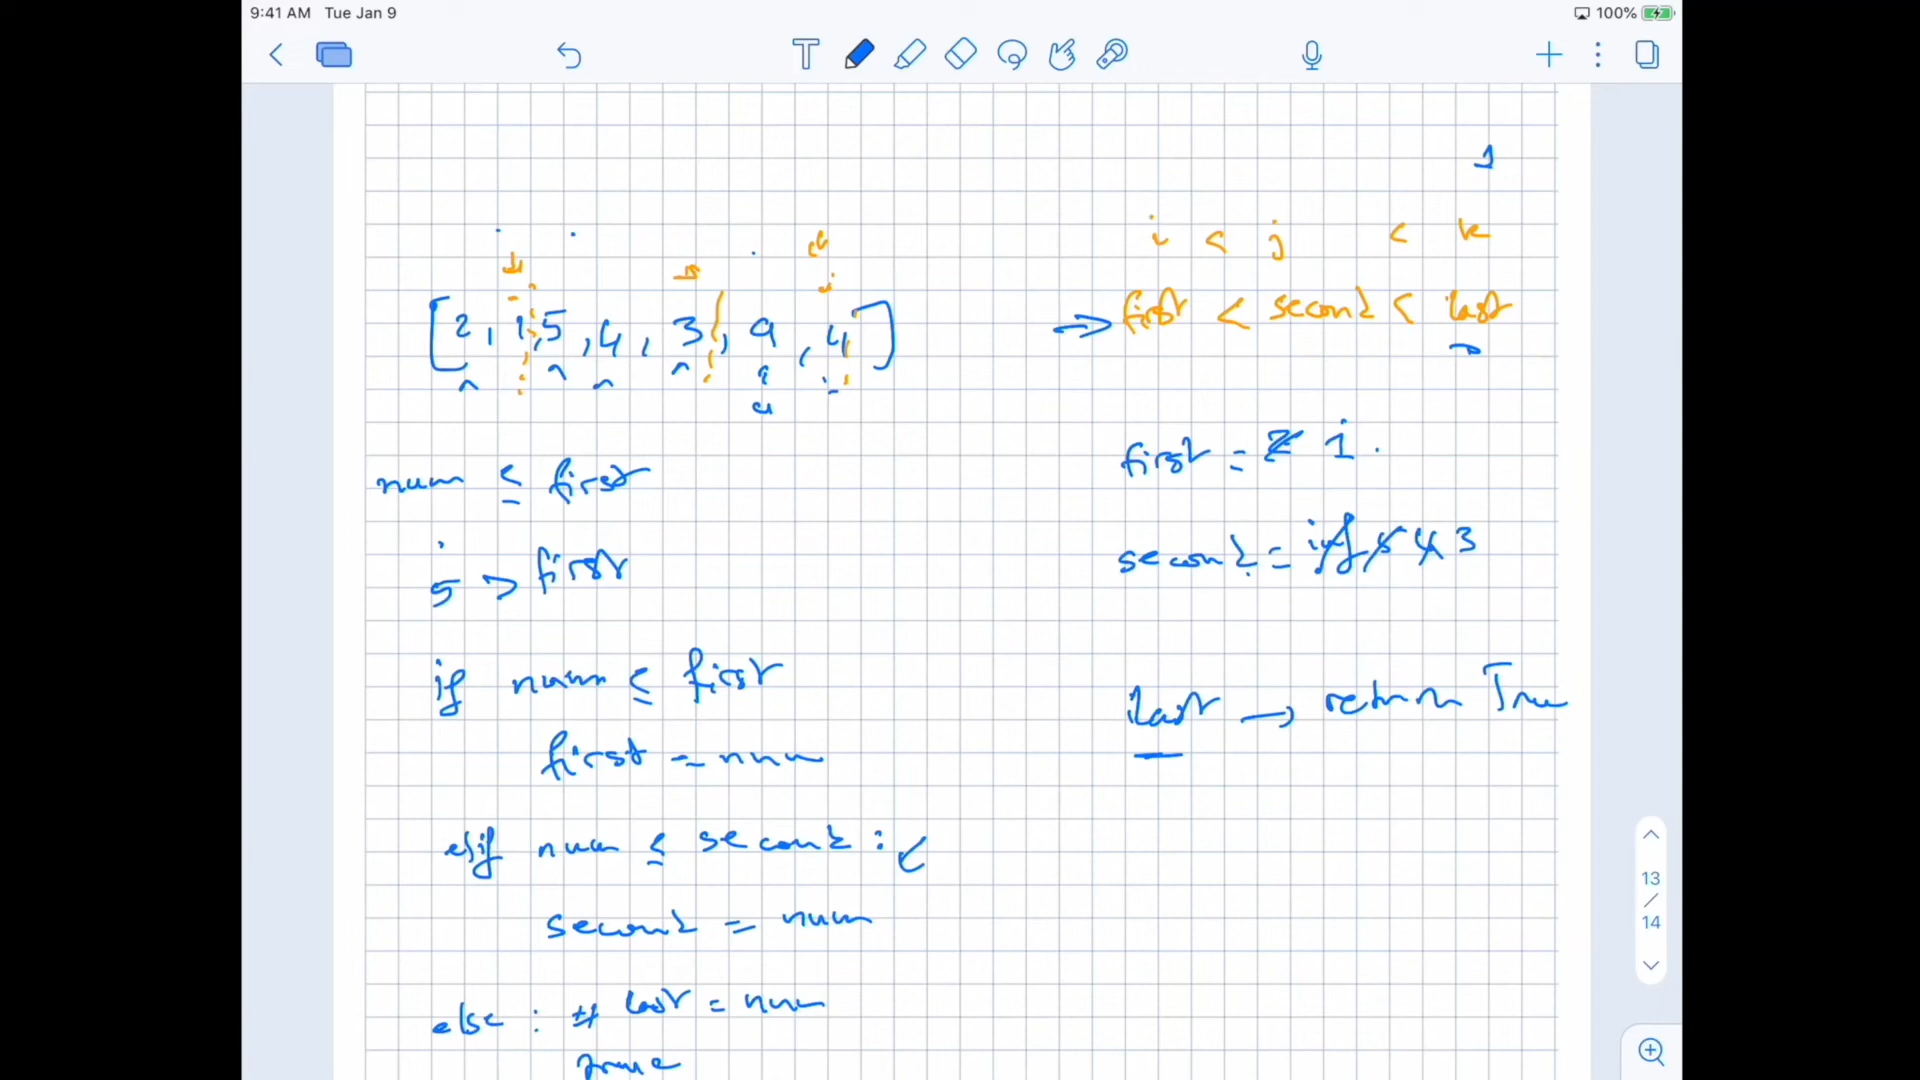 9:41 AM Tue Jan 9
100%
1
i < j < k
[2, 1, 5, 4, 3, 9, 4] ⇒ first < second < last
num ≤ first
first = 2 1.
5 > first
second = inf 5 4 3
if num ≤ first
first = num
last → return True
elif num ≤ second :
second = num
else : # last = num
true
13
/
14